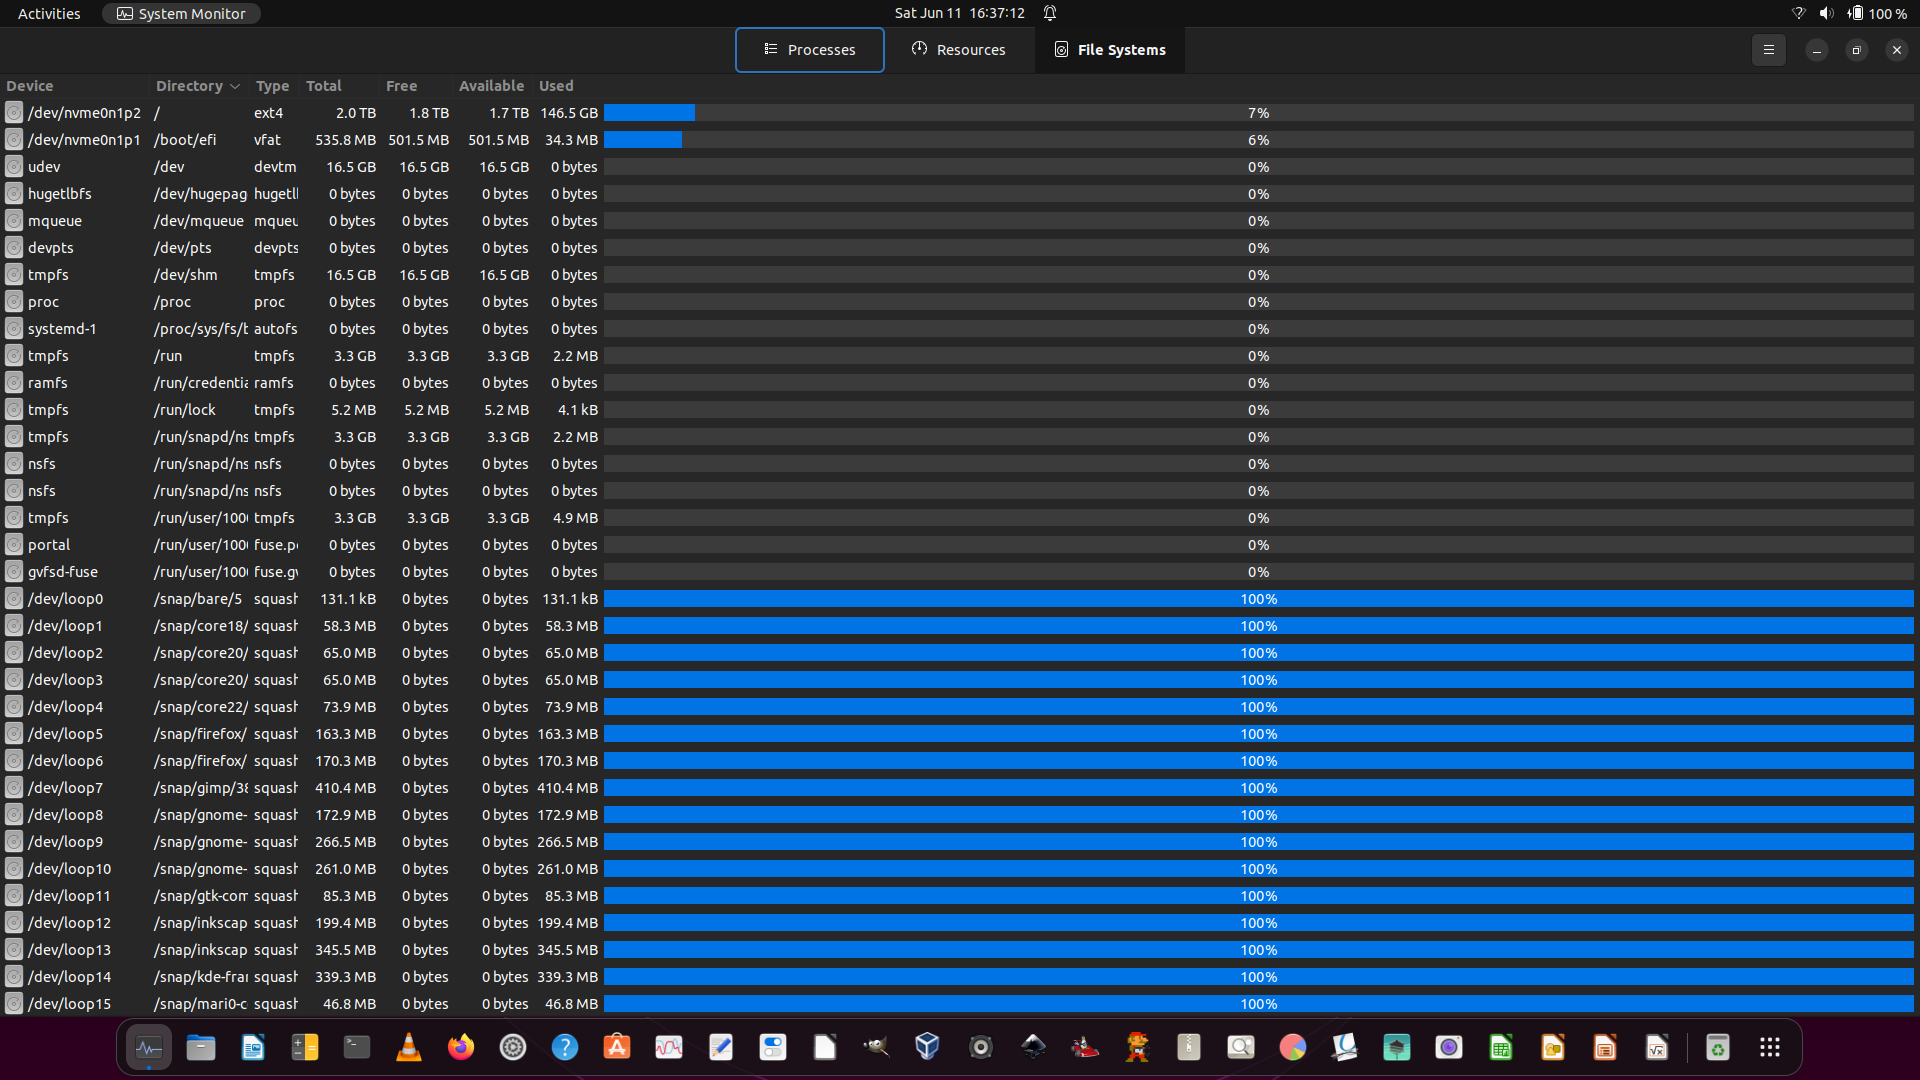 Activities System Monitor Sat Jun 11 16:37:12 100 %
Processes Resources File Systems
Device Directory Type Total Free Available Used
/dev/nvme0n1p2 / ext4 2.0 TB 1.8 TB 1.7 TB 146.5 GB 7%
/dev/nvme0n1p1 /boot/efi vfat 535.8 MB 501.5 MB 501.5 MB 34.3 MB 6%
udev /dev devtm 16.5 GB 16.5 GB 16.5 GB 0 bytes 0%
hugetlbfs /dev/hugepag hugetl 0 bytes 0 bytes 0 bytes 0 bytes 0%
mqueue /dev/mqueue mqueu 0 bytes 0 bytes 0 bytes 0 bytes 0%
devpts /dev/pts devpts 0 bytes 0 bytes 0 bytes 0 bytes 0%
tmpfs /dev/shm tmpfs 16.5 GB 16.5 GB 16.5 GB 0 bytes 0%
proc /proc proc 0 bytes 0 bytes 0 bytes 0 bytes 0%
systemd-1 /proc/sys/fs/b autofs 0 bytes 0 bytes 0 bytes 0 bytes 0%
tmpfs /run tmpfs 3.3 GB 3.3 GB 3.3 GB 2.2 MB 0%
ramfs /run/credentia ramfs 0 bytes 0 bytes 0 bytes 0 bytes 0%
tmpfs /run/lock tmpfs 5.2 MB 5.2 MB 5.2 MB 4.1 kB 0%
tmpfs /run/snapd/ns tmpfs 3.3 GB 3.3 GB 3.3 GB 2.2 MB 0%
nsfs /run/snapd/ns nsfs 0 bytes 0 bytes 0 bytes 0 bytes 0%
nsfs /run/snapd/ns nsfs 0 bytes 0 bytes 0 bytes 0 bytes 0%
tmpfs /run/user/100 tmpfs 3.3 GB 3.3 GB 3.3 GB 4.9 MB 0%
portal /run/user/100 fuse.p 0 bytes 0 bytes 0 bytes 0 bytes 0%
gvfsd-fuse /run/user/100 fuse.gv 0 bytes 0 bytes 0 bytes 0 bytes 0%
/dev/loop0 /snap/bare/5 squash 131.1 kB 0 bytes 0 bytes 131.1 kB 100%
/dev/loop1 /snap/core18/ squash 58.3 MB 0 bytes 0 bytes 58.3 MB 100%
/dev/loop2 /snap/core20/ squash 65.0 MB 0 bytes 0 bytes 65.0 MB 100%
/dev/loop3 /snap/core20/ squash 65.0 MB 0 bytes 0 bytes 65.0 MB 100%
/dev/loop4 /snap/core22/ squash 73.9 MB 0 bytes 0 bytes 73.9 MB 100%
/dev/loop5 /snap/firefox/ squash 163.3 MB 0 bytes 0 bytes 163.3 MB 100%
/dev/loop6 /snap/firefox/ squash 170.3 MB 0 bytes 0 bytes 170.3 MB 100%
/dev/loop7 /snap/gimp/38 squash 410.4 MB 0 bytes 0 bytes 410.4 MB 100%
/dev/loop8 /snap/gnome- squash 172.9 MB 0 bytes 0 bytes 172.9 MB 100%
/dev/loop9 /snap/gnome- squash 266.5 MB 0 bytes 0 bytes 266.5 MB 100%
/dev/loop10 /snap/gnome- squash 261.0 MB 0 bytes 0 bytes 261.0 MB 100%
/dev/loop11 /snap/gtk-com squash 85.3 MB 0 bytes 0 bytes 85.3 MB 100%
/dev/loop12 /snap/inkscap squash 199.4 MB 0 bytes 0 bytes 199.4 MB 100%
/dev/loop13 /snap/inkscap squash 345.5 MB 0 bytes 0 bytes 345.5 MB 100%
/dev/loop14 /snap/kde-frar squash 339.3 MB 0 bytes 0 bytes 339.3 MB 100%
/dev/loop15 /snap/mari0-c squash 46.8 MB 0 bytes 0 bytes 46.8 MB 100%